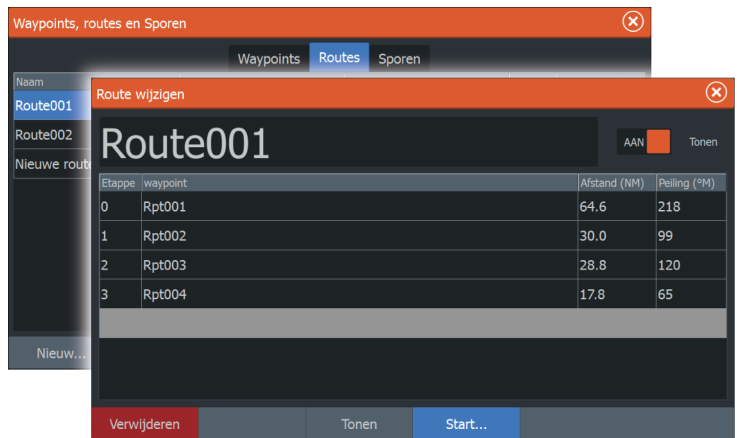 Waypoints, routes en Sporen
Waypoints Routes Sporen
Naam
Route001
Route002
Nieuwe route
Nieuw...
Route wijzigen
Route001
AAN Tonen
Etappe waypoint Afstand (NM) Peiling (°M)
0 Rpt001 64.6 218
1 Rpt002 30.0 99
2 Rpt003 28.8 120
3 Rpt004 17.8 65
Verwijderen Tonen Start...